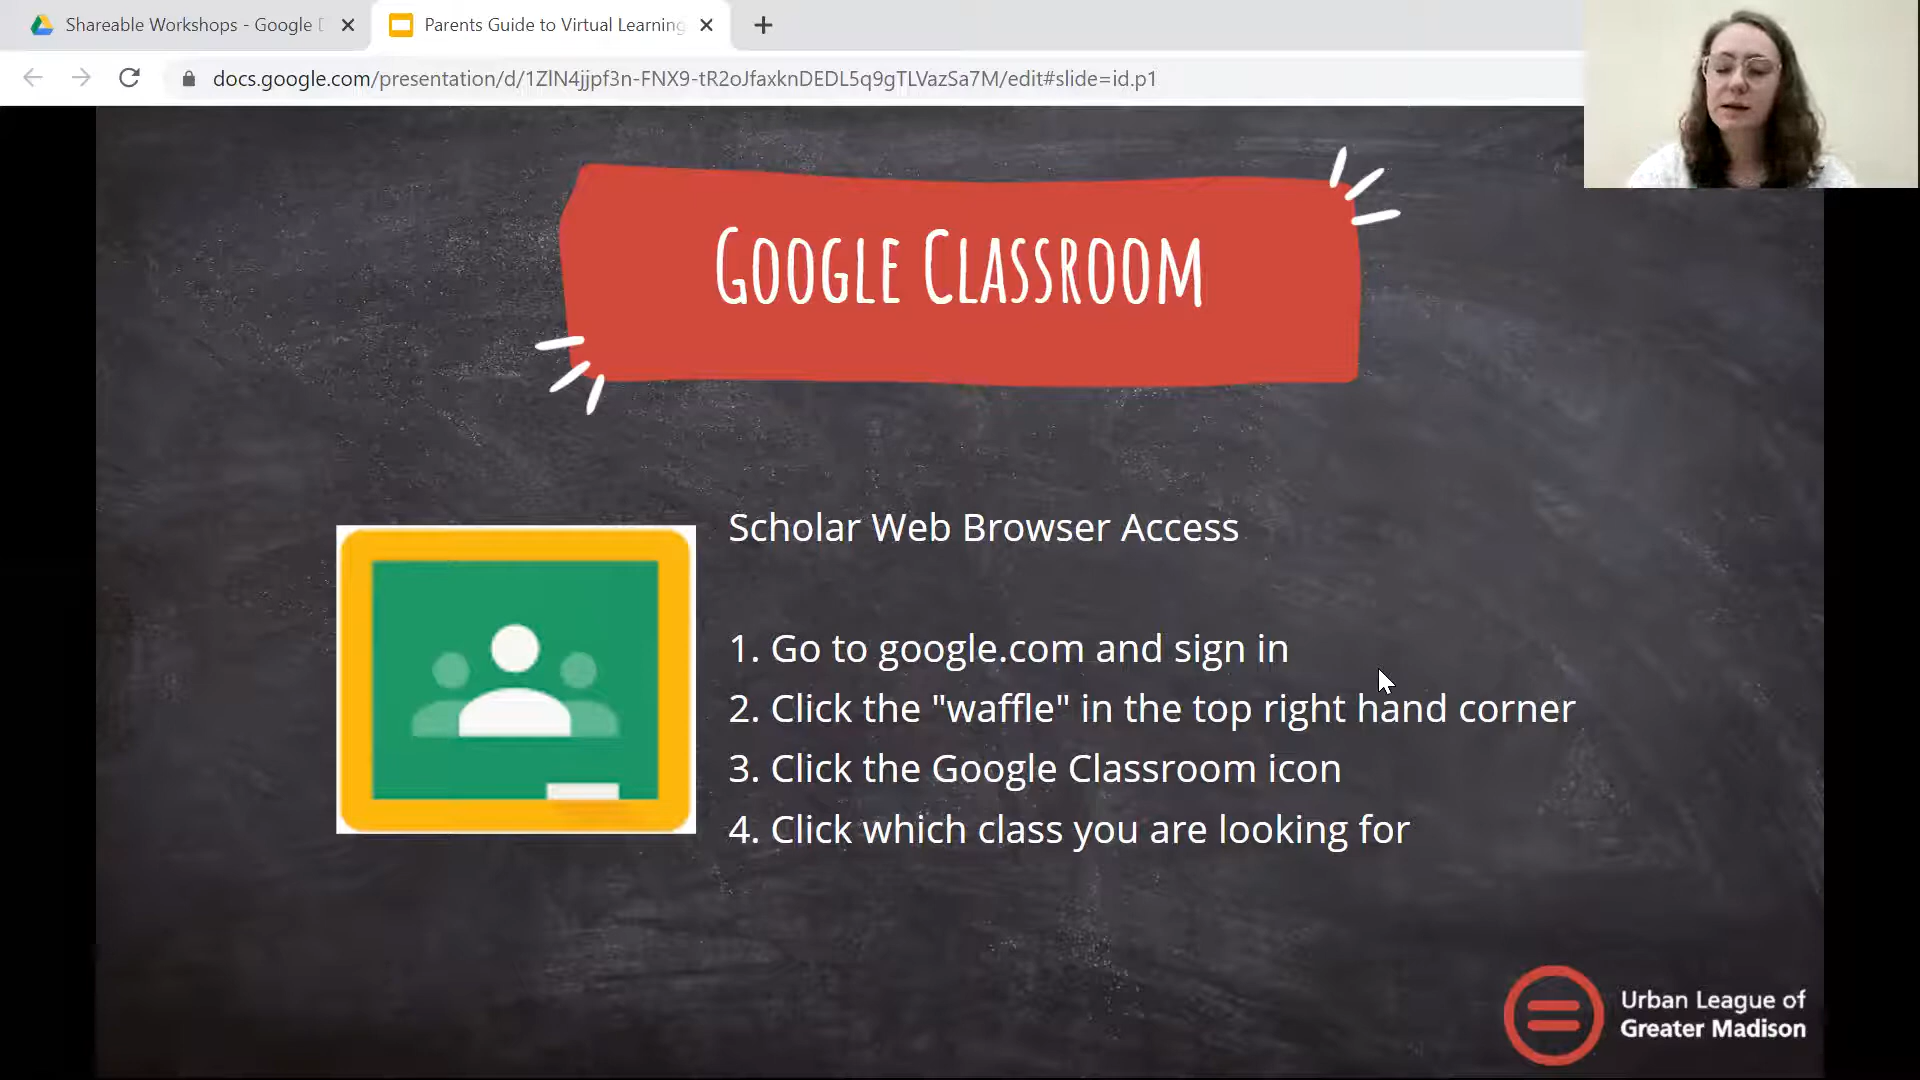 Shareable Workshops - Google
Parents Guide to Virtual Learning
docs.google.com/presentation/d/1ZlN4jjpf3n-FNX9-tR2oJfaxknDEDL5q9gTLVazSa7M/edit#slide=id.p1
Google Classroom
Scholar Web Browser Access
1. Go to google.com and sign in
2. Click the "waffle" in the top right hand corner
3. Click the Google Classroom icon
4. Click which class you are looking for
Urban League of
Greater Madison